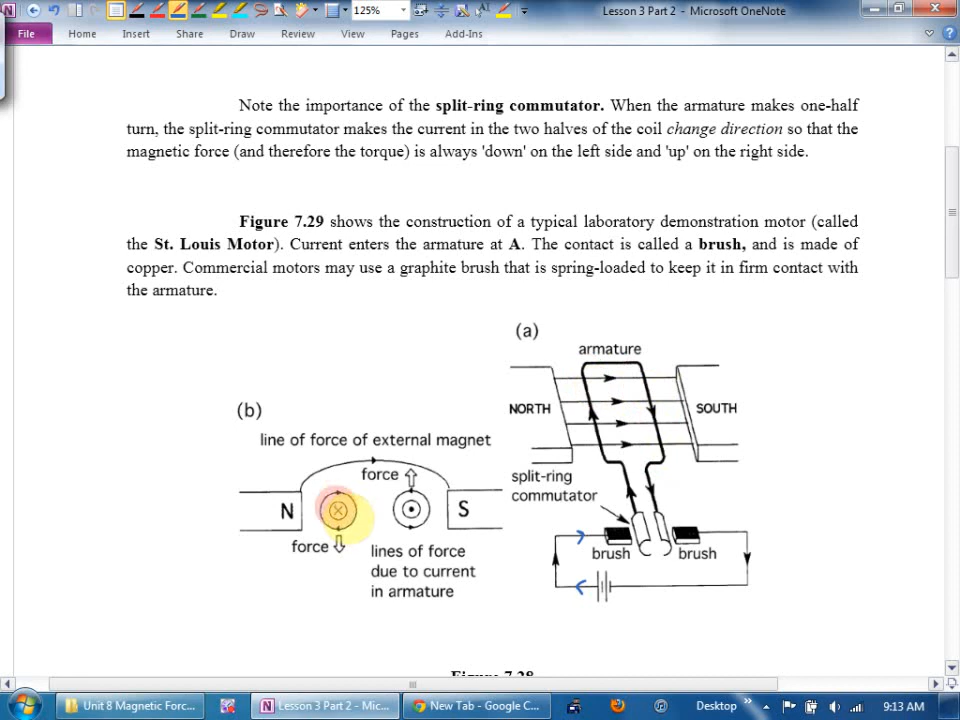 125%
Lesson 3 Part 2 - Microsoft OneNote
File Home Insert Share Draw Review View Pages Add-Ins
Note the importance of the split-ring commutator. When the armature makes one-half
turn, the split-ring commutator makes the current in the two halves of the coil change direction so that the
magnetic force (and therefore the torque) is always 'down' on the left side and 'up' on the right side.
Figure 7.29 shows the construction of a typical laboratory demonstration motor (called
the St. Louis Motor). Current enters the armature at A. The contact is called a brush, and is made of
copper. Commercial motors may use a graphite brush that is spring-loaded to keep it in firm contact with
the armature.
(a)
armature
NORTH
SOUTH
split-ring
commutator
brush
brush
(b)
line of force of external magnet
force
N
S
force
lines of force
due to current
in armature
Figure 7.28
Unit 8 Magnetic Forc...
Lesson 3 Part 2 - Mic...
New Tab - Google C...
Desktop
9:13 AM